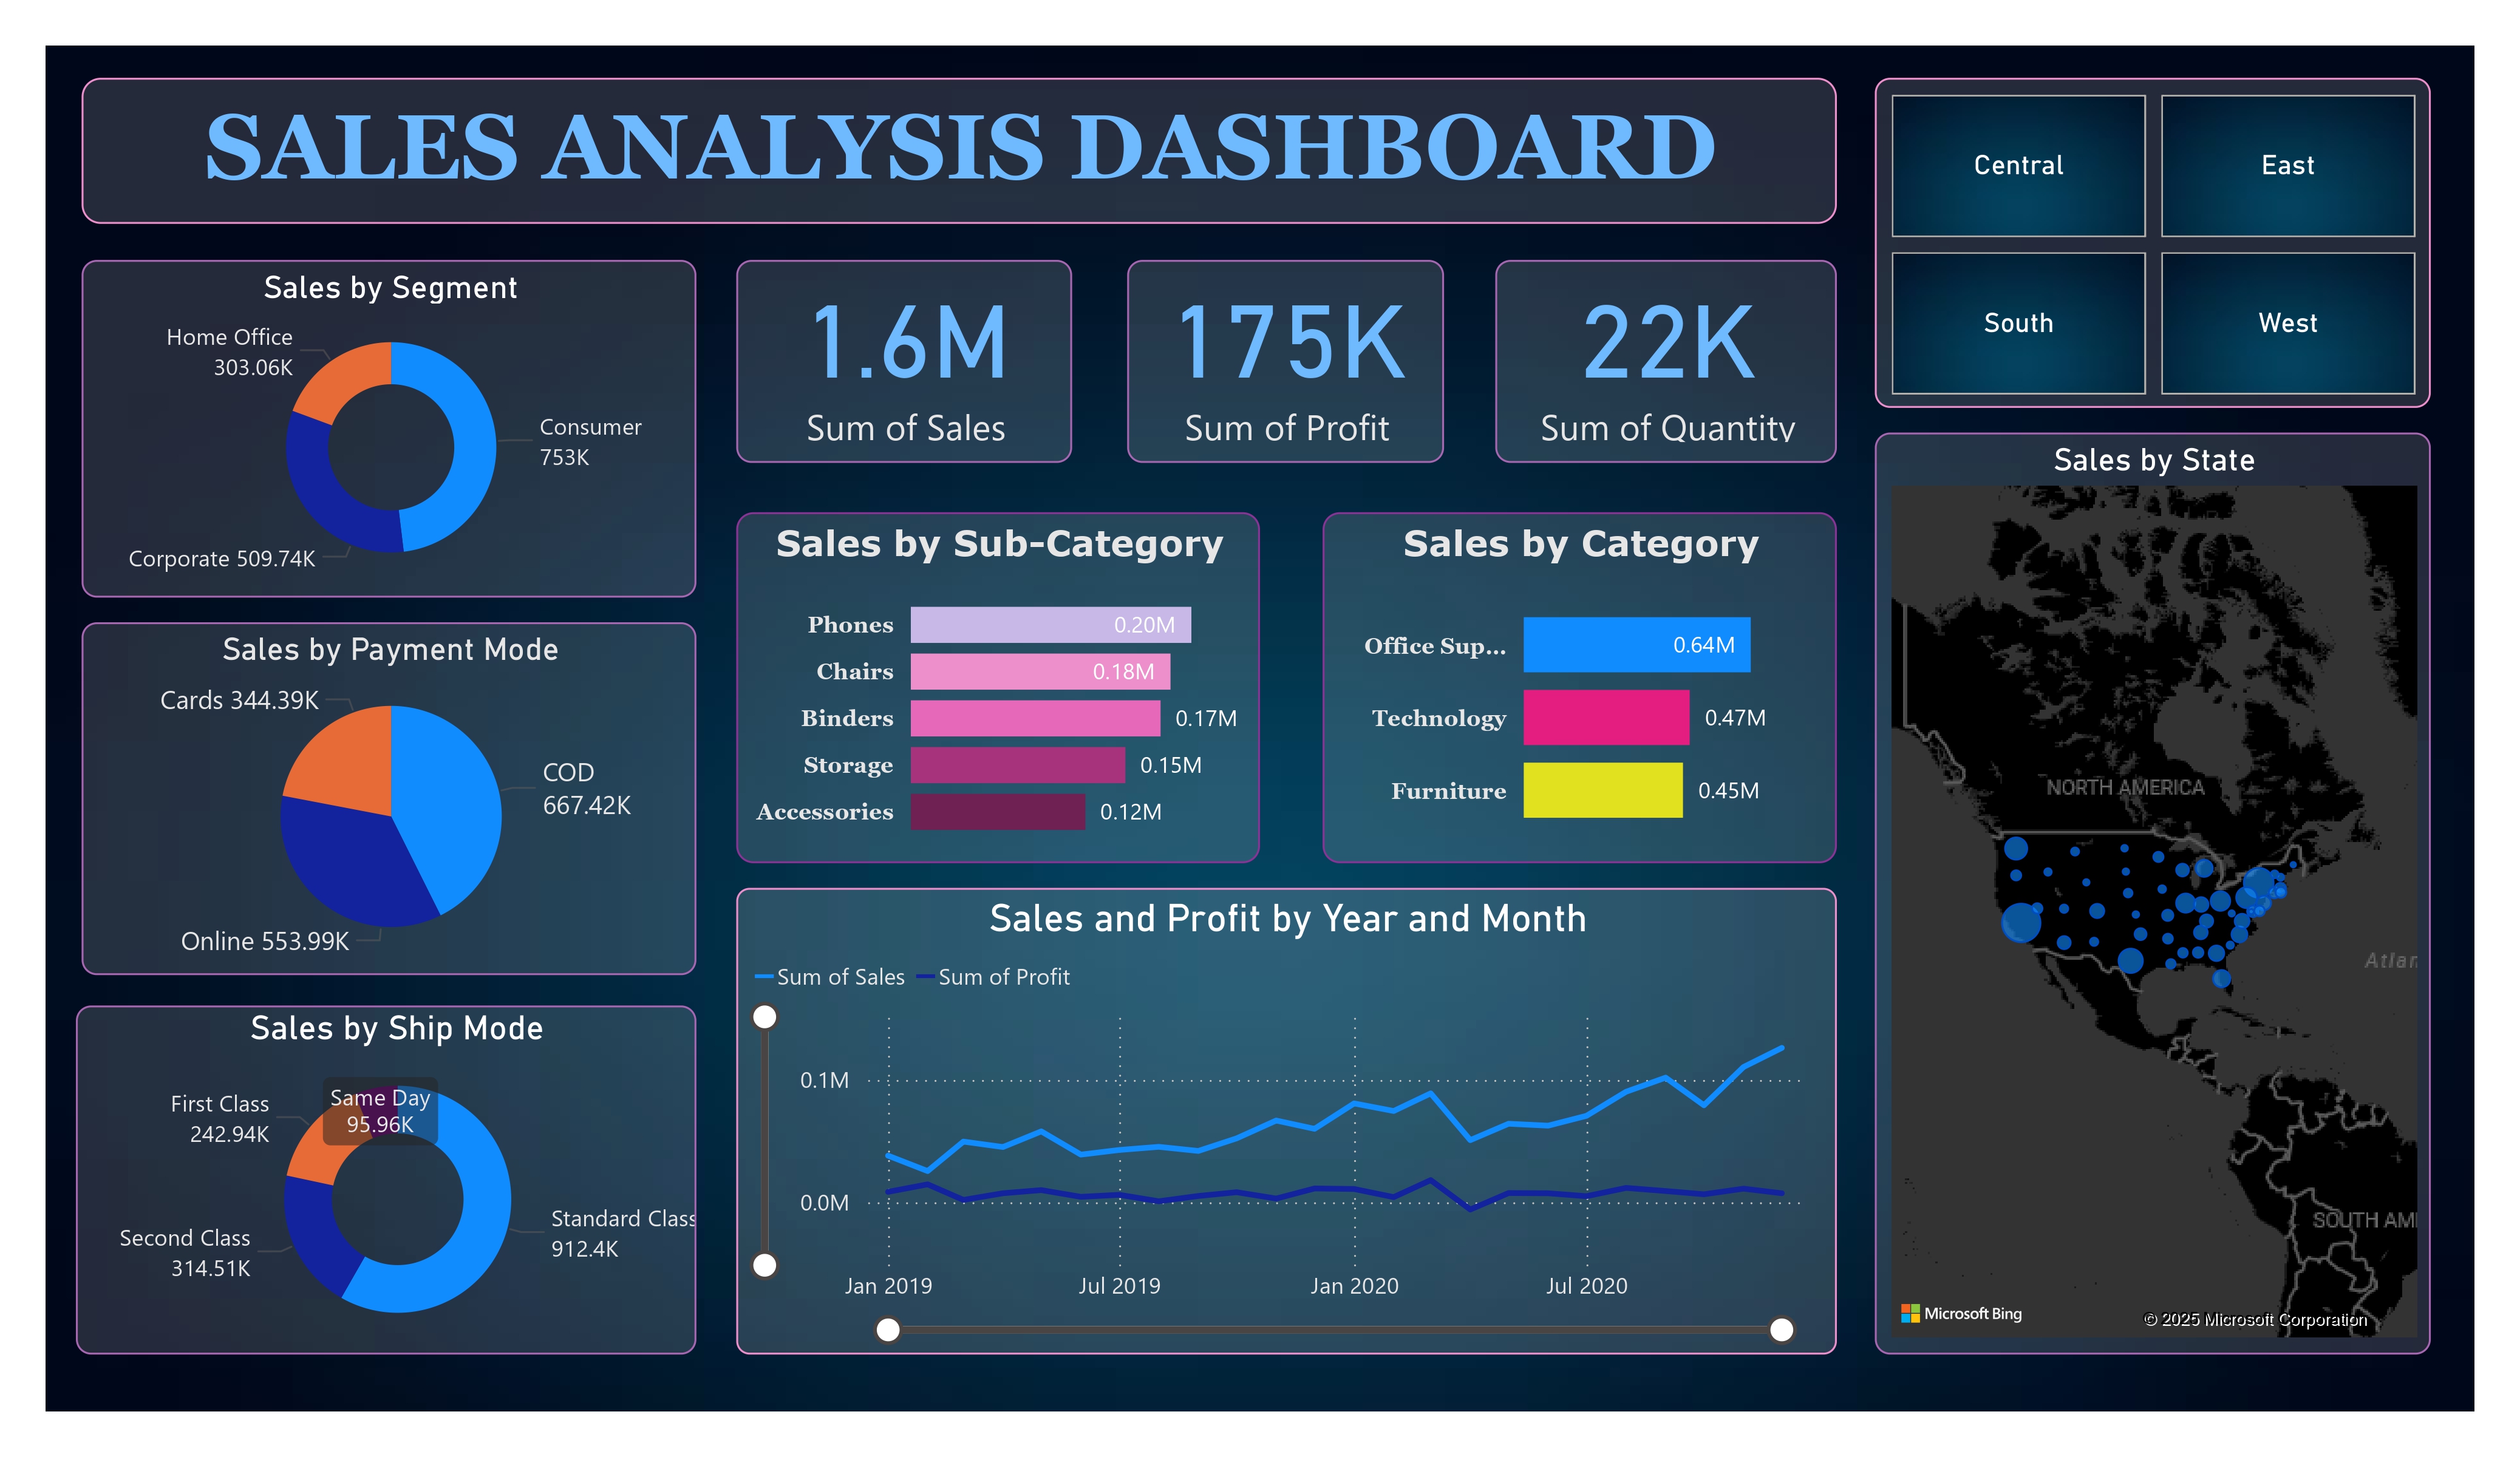 SALES ANALYSIS DASHBOARD
Central
East
South
West
Sales by Segment
Home Office
303.06K
Consumer
753K
Corporate 509.74K
1.6M
Sum of Sales
175K
Sum of Profit
22K
Sum of Quantity
Sales by State
NORTH AMERICA
Atlan
SOUTH AM
Microsoft Bing
© 2025 Microsoft Corporation
Sales by Sub-Category
Phones
0.20M
Chairs
0.18M
Binders
0.17M
Storage
0.15M
Accessories
0.12M
Sales by Category
Office Sup...
0.64M
Technology
0.47M
Furniture
0.45M
Sales by Payment Mode
Cards 344.39K
COD
667.42K
Online 553.99K
Sales and Profit by Year and Month
Sum of Sales
Sum of Profit
0.1M
0.0M
Jan 2019
Jul 2019
Jan 2020
Jul 2020
Sales by Ship Mode
Same Day
95.96K
First Class
242.94K
Second Class
314.51K
Standard Class
912.4K